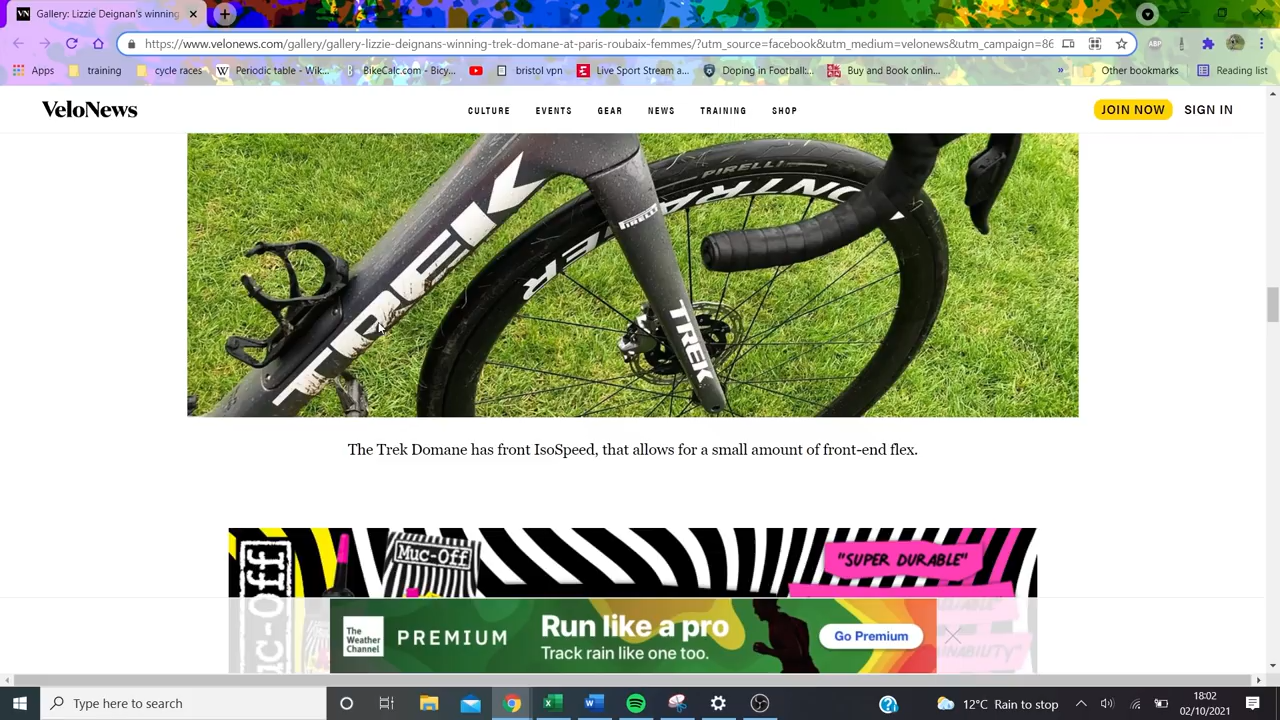 Gallery: Lizzie Deignan's winning
https://www.velonews.com/gallery/gallery-lizzie-deignans-winning-trek-domane-at-paris-roubaix-femmes/?utm_source=facebook&utm_medium=velonews&utm_campaign=86
ABP
Apps training cycle races Periodic table - Wik... BikeCalc.com - Bicy... bristol vpn Live Sport Stream a... Doping in Football:... Buy and Book onlin... » Other bookmarks Reading list
VeloNews CULTURE EVENTS GEAR NEWS TRAINING SHOP JOIN NOW SIGN IN
PIRELLI
PIRELLI
TREK
TREK
The Trek Domane has front IsoSpeed, that allows for a small amount of front-end flex.
Muc-Off
Muc-Off
"SUPER DURABLE"
The Weather Channel
PREMIUM
Run like a pro
Track rain like one too.
Go Premium
Type here to search
12°C Rain to stop
18:02
02/10/2021